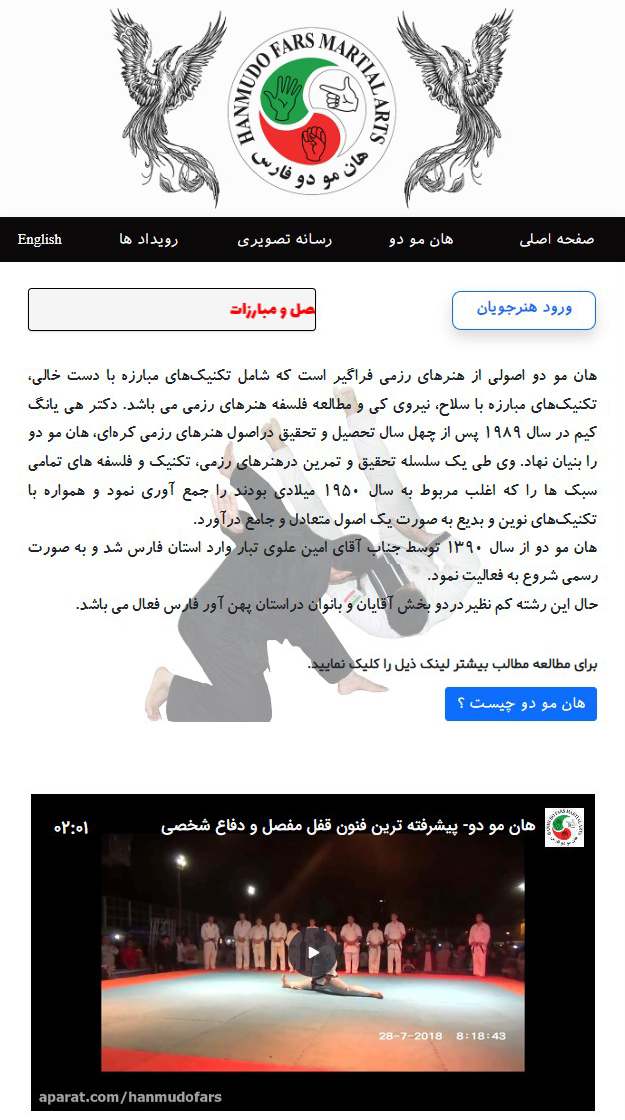 HANMUDO FARS MARTIAL ARTS
هان مو دو فارس
صفحه اصلی
هان مو دو
رسانه تصویری
رویداد ها
English
ورود هنرجویان
و مبارزات
هان مو دو اصولی از هنرهای رزمی فراگیر است که شامل تکنیک‌های مبارزه با دست خالی،
تکنیک‌های مبارزه با سلاح، نیروی کی و مطالعه فلسفه هنرهای رزمی می باشد. دکتر هی یانگ
کیم در سال ۱۹۸۹ پس از چهل سال تحصیل و تحقیق دراصول هنرهای رزمی کره‌ای، هان مو دو
را بنیان نهاد. وی طی یک سلسله تحقیق و تمرین درهنرهای رزمی، تکنیک و فلسفه های تمامی
سبک ها را که اغلب مربوط به سال ۱۹۵۰ میلادی بودند را جمع آوری نمود و همواره با
تکنیک‌های نوین و بدیع به صورت یک اصول متعادل و جامع درآورد.
هان مو دو از سال ۱۳۹۰ توسط جناب آقای امین علوی تبار وارد استان فارس شد و به صورت
رسمی شروع به فعالیت نمود.
حال این رشته کم نظیردردو بخش آقایان و بانوان دراستان پهن آور فارس فعال می باشد.
برای مطالعه مطالب بیشتر لینک ذیل را کلیک نمایید.
هان مو دو چیست ؟
هان مو دو- پیشرفته ترین فنون قفل مفصل و دفاع شخصی
۰۲:۰۱
28-7-2018 8:18:43
aparat.com/hanmudofars